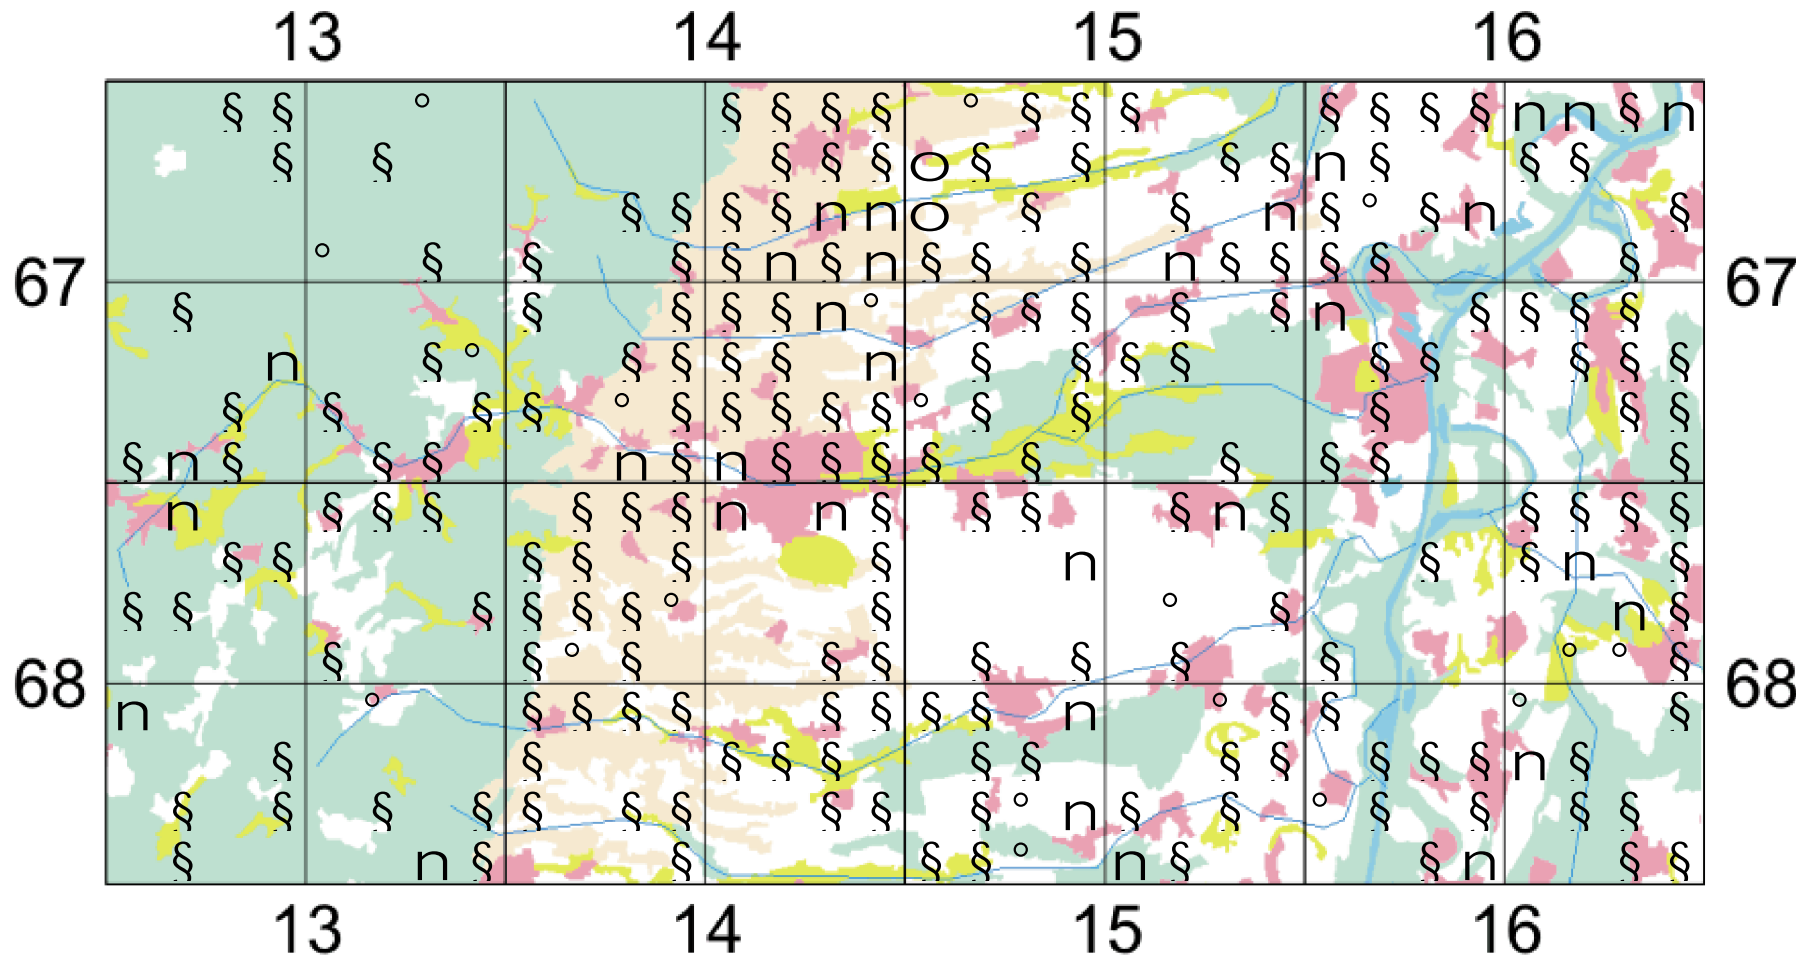 13 14 15 16
§ § ° § § § § ° § § § § § § § n n § n
§ § § § § o § § § § n § § §
§ § § § n n o § § n § ° § n §
° § § § § n § n § § § n § § § § §
67 67
§ § § § § n ° § § § § § n § § § §
n § ° § § § § n § § § § § § § § §
§ § § § ° § § § § § ° § § § § §
§ n § § § n § n § § § § § § § § §
n § § § § § § n n § § § § n § § § § §
§ § § § § § n § § n §
§ § § § § § ° § ° § n §
§ § ° § § § § § § § ° ° §
68 68
n ° § § § § § § § § n ° § § ° §
§ § § § § § § § § § § § n §
§ § § § § § § § § § ° n § § ° § § § §
§ n § § § § ° n § § n § §
13 14 15 16